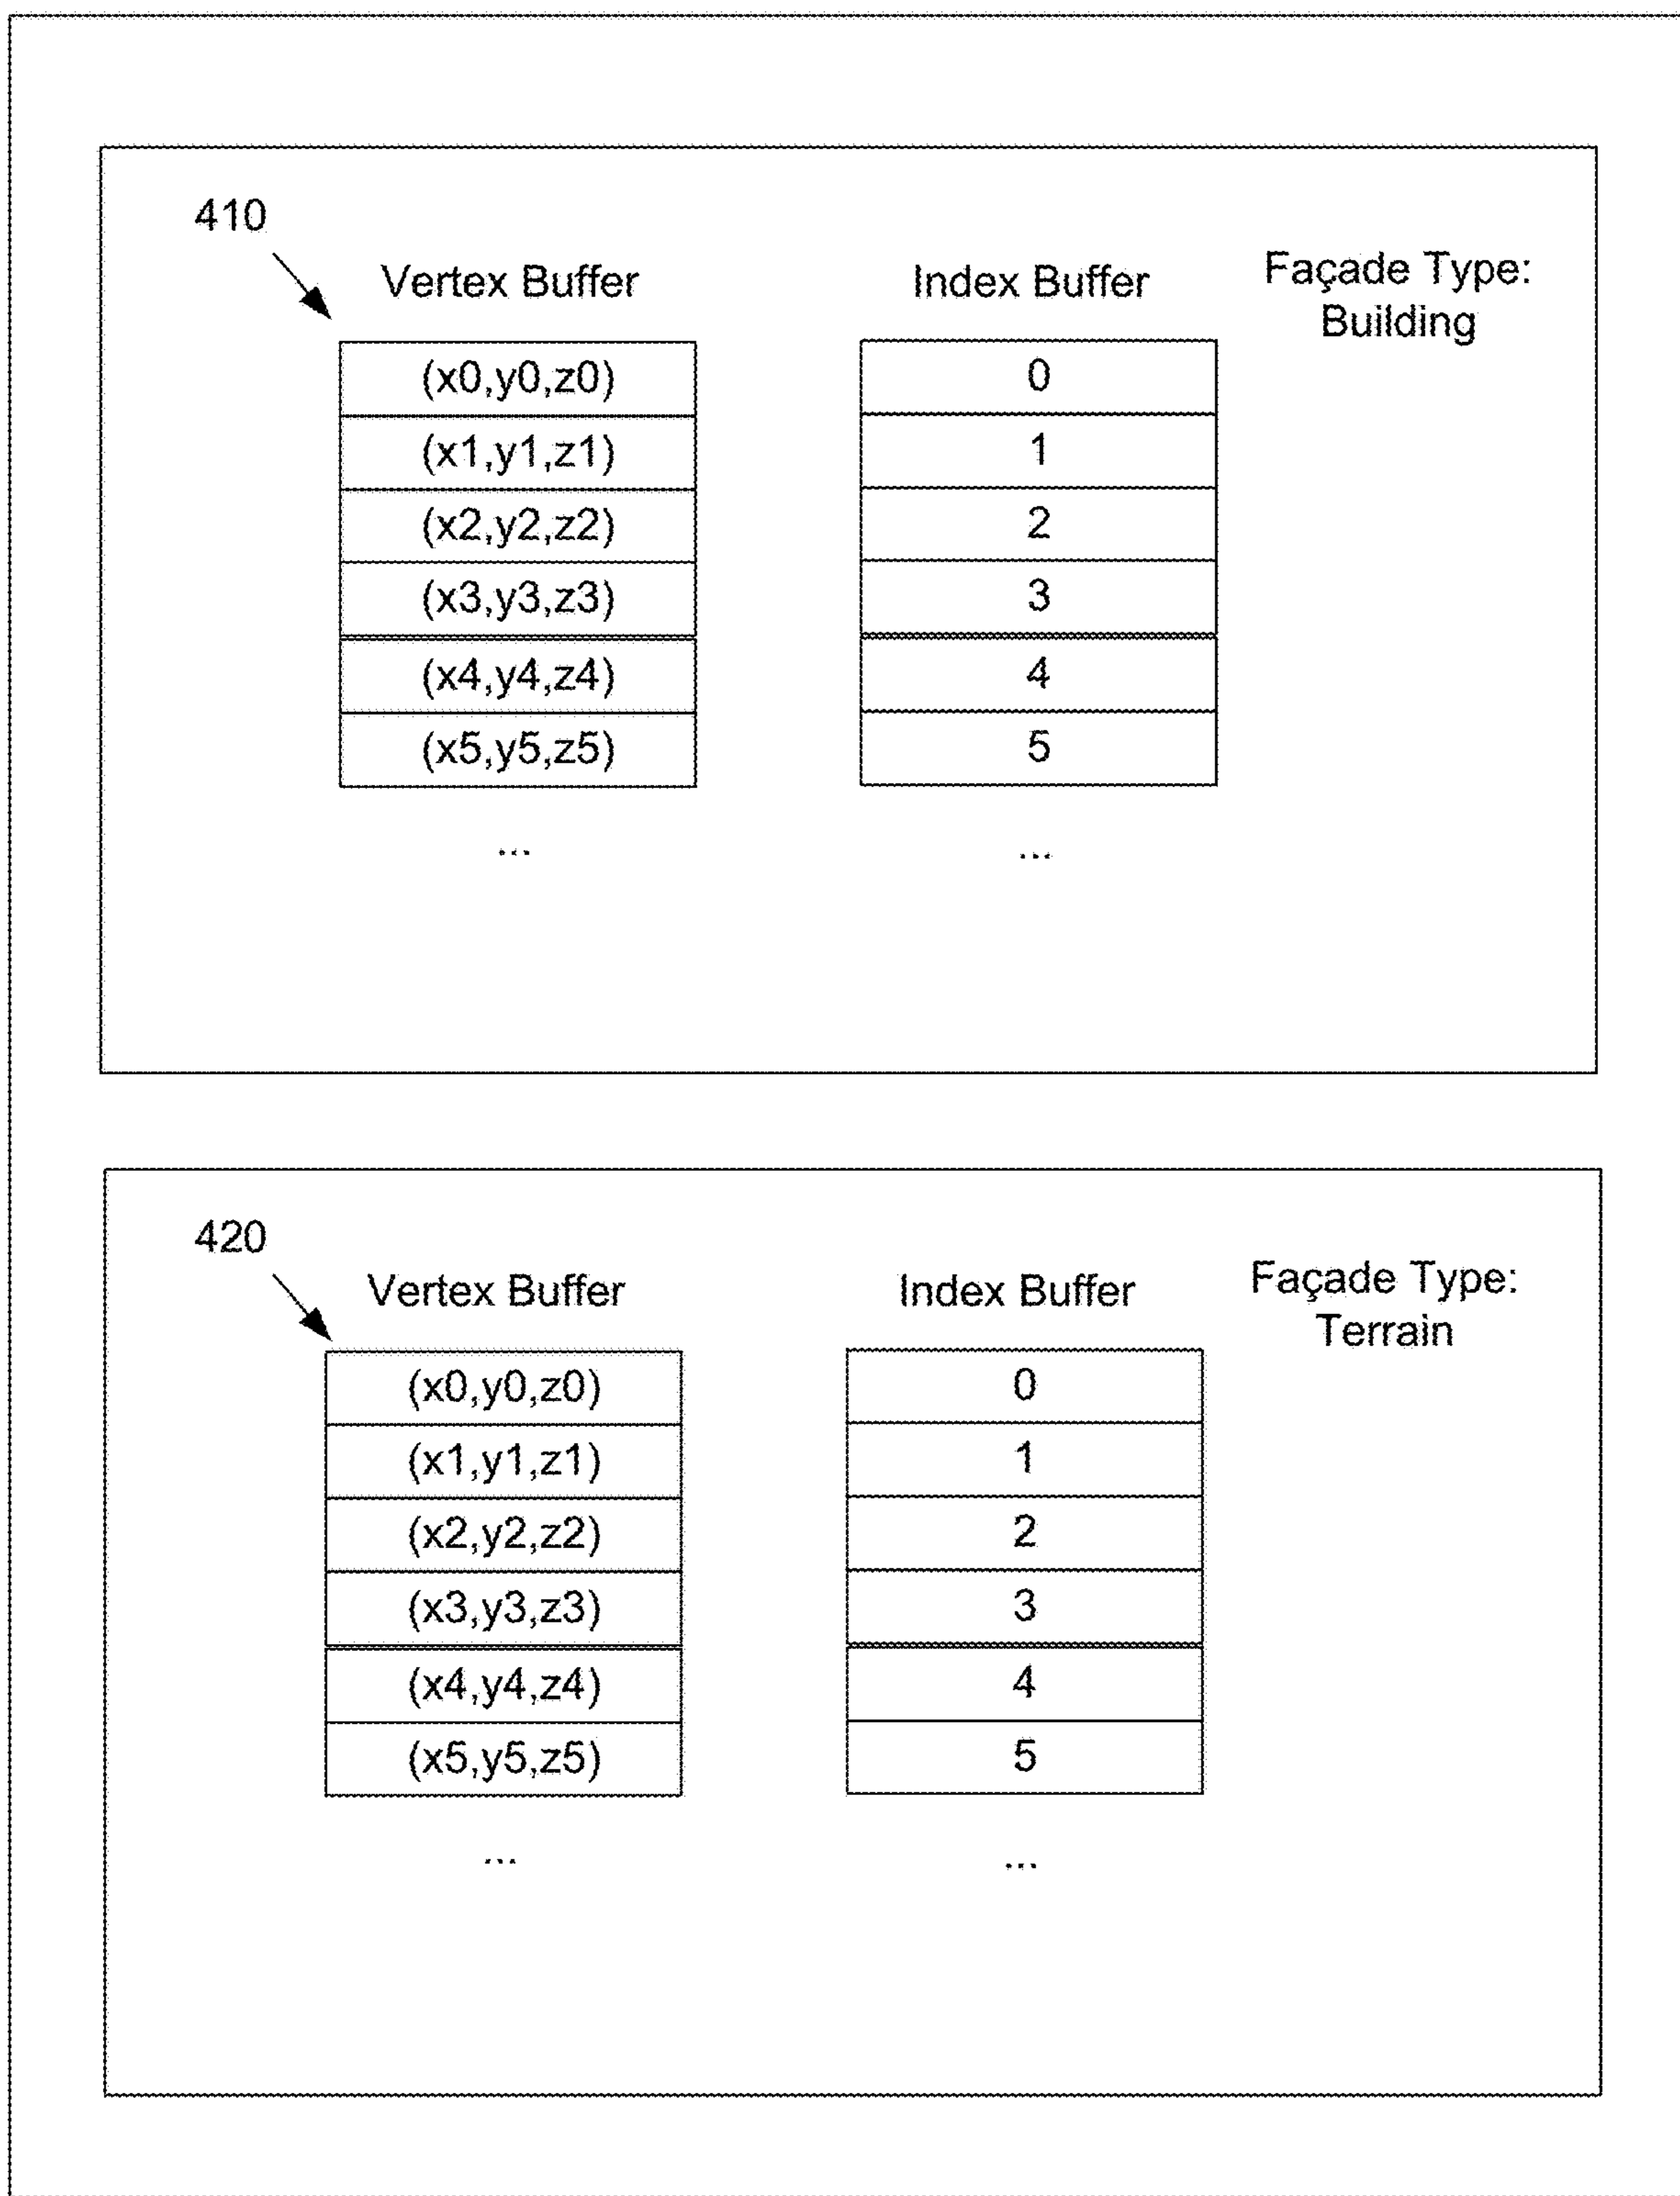 410
Vertex Buffer Index Buffer Façade Type:
Building
(x0,y0,z0) 0
(x1,y1,z1) 1
(x2,y2,z2) 2
(x3,y3,z3) 3
(x4,y4,z4) 4
(x5,y5,z5) 5
... ...
420
Vertex Buffer Index Buffer Façade Type:
Terrain
(x0,y0,z0) 0
(x1,y1,z1) 1
(x2,y2,z2) 2
(x3,y3,z3) 3
(x4,y4,z4) 4
(x5,y5,z5) 5
... ...